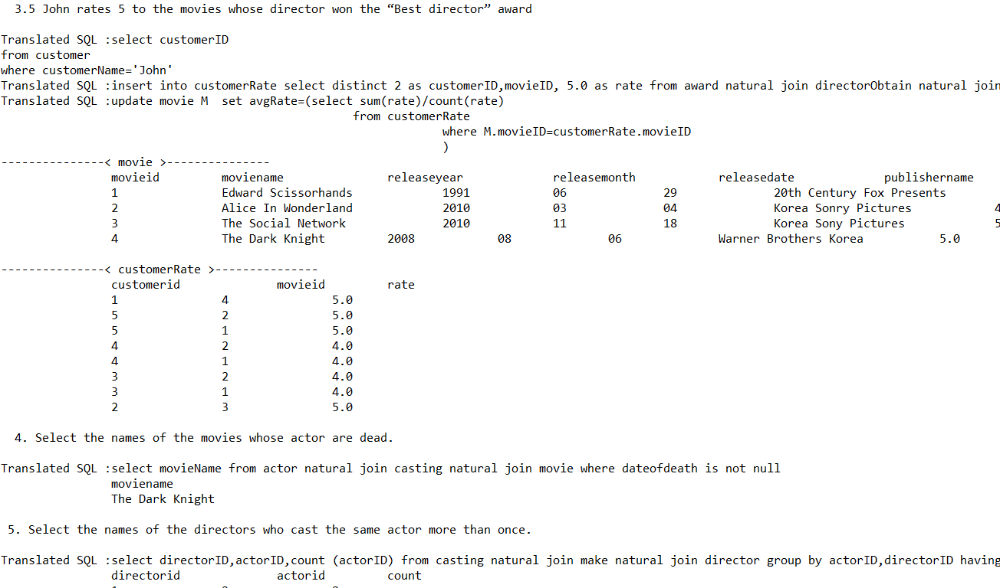 3.5 John rates 5 to the movies whose director won the “Best director” award
Translated SQL :select customerID
from customer
where customerName='John'
Translated SQL :insert into customerRate select distinct 2 as customerID,movieID, 5.0 as rate from award natural join directorObtain natural join
Translated SQL :update movie M  set avgRate=(select sum(rate)/count(rate)
from customerRate
where M.movieID=customerRate.movieID
)
---------------< movie >---------------
movieid moviename releaseyear releasemonth releasedate publishername
1 Edward Scissorhands 1991 06 29 20th Century Fox Presents
2 Alice In Wonderland 2010 03 04 Korea Sonry Pictures 4
3 The Social Network 2010 11 18 Korea Sony Pictures 5
4 The Dark Knight 2008 08 06 Warner Brothers Korea 5.0
---------------< customerRate >---------------
customerid movieid rate
1 4 5.0
5 2 5.0
5 1 5.0
4 2 4.0
4 1 4.0
3 2 4.0
3 1 4.0
2 3 5.0
4. Select the names of the movies whose actor are dead.
Translated SQL :select movieName from actor natural join casting natural join movie where dateofdeath is not null
moviename
The Dark Knight
5. Select the names of the directors who cast the same actor more than once.
Translated SQL :select directorID,actorID,count (actorID) from casting natural join make natural join director group by actorID,directorID having
directorid actorid count